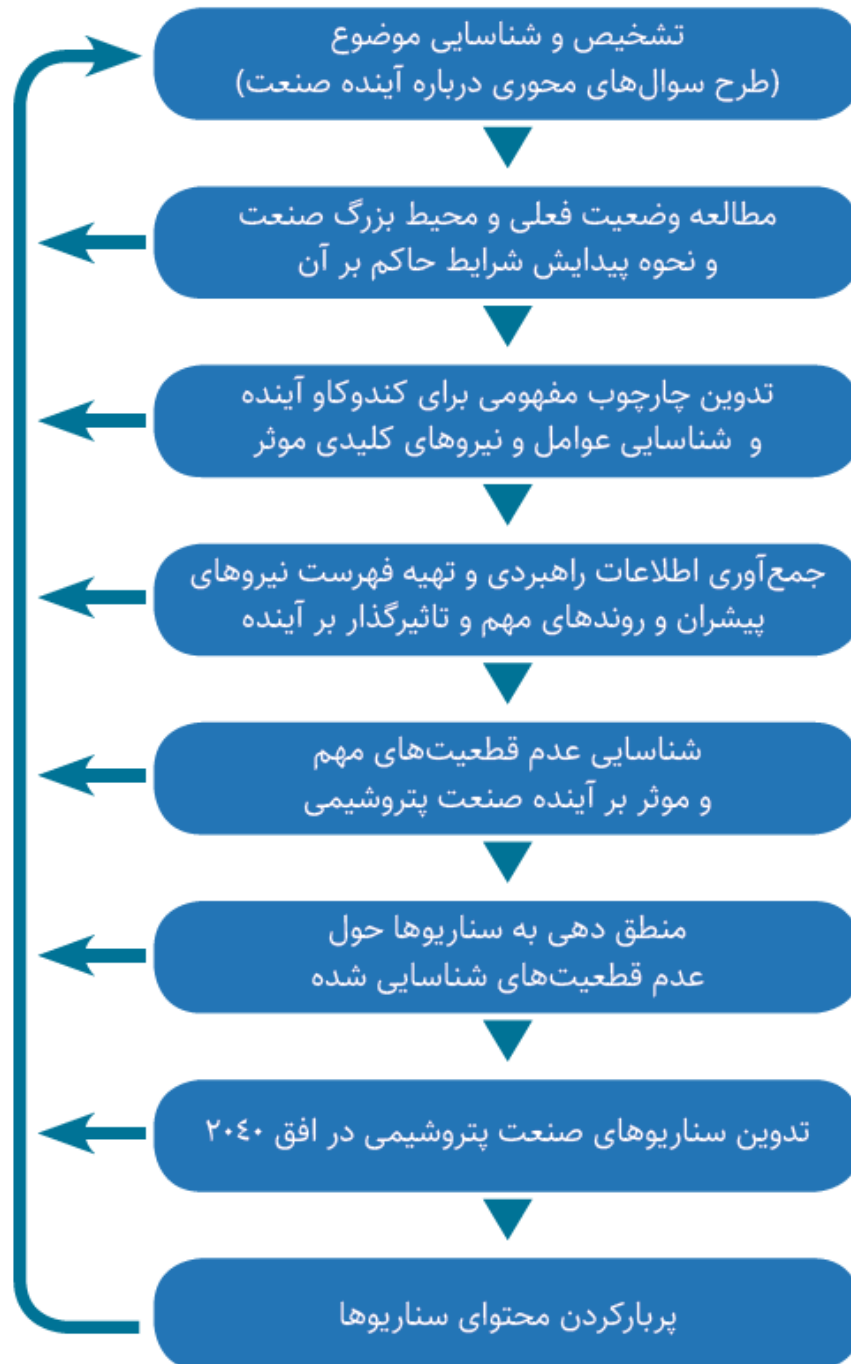 تشخیص و شناسایی موضوع
(طرح سوال‌های محوری درباره آینده صنعت)
مطالعه وضعیت فعلی و محیط بزرگ صنعت
و نحوه پیدایش شرایط حاکم بر آن
تدوین چارچوب مفهومی برای کندوکاو آینده
و شناسایی عوامل و نیروهای کلیدی موثر
جمع‌آوری اطلاعات راهبردی و تهیه فهرست نیروهای
پیشران و روندهای مهم و تاثیرگذار بر آینده
شناسایی عدم قطعیت‌های مهم
و موثر بر آینده صنعت پتروشیمی
منطق دهی به سناریوها حول
عدم قطعیت‌های شناسایی شده
تدوین سناریوهای صنعت پتروشیمی در افق ۲۰٤۰
پربارکردن محتوای سناریوها